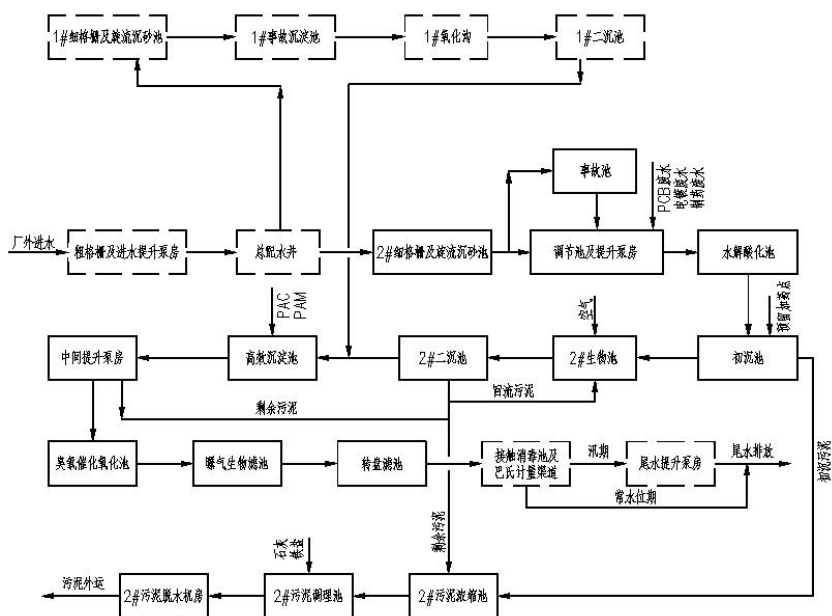 1#细格栅及旋流沉砂池
1#事故沉淀池
1#氧化沟
1#二沉池
事故池
PCB废水
电镀废水
制药废水
厂外进水
粗格栅及进水提升泵房
总配水井
2#细格栅及旋流沉砂池
调节池及提升泵房
水解酸化池
PAC
PAM
空气
预留加药点
中间提升泵房
高效沉淀池
2#二沉池
2#生物池
初沉池
剩余污泥
回流污泥
臭氧催化氧化池
曝气生物滤池
转盘滤池
接触消毒池及
巴氏计量渠道
汛期
尾水提升泵房
尾水排放
常水位期
初沉污泥
剩余污泥
石灰
铁盐
污泥外运
2#污泥脱水机房
2#污泥调理池
2#污泥浓缩池